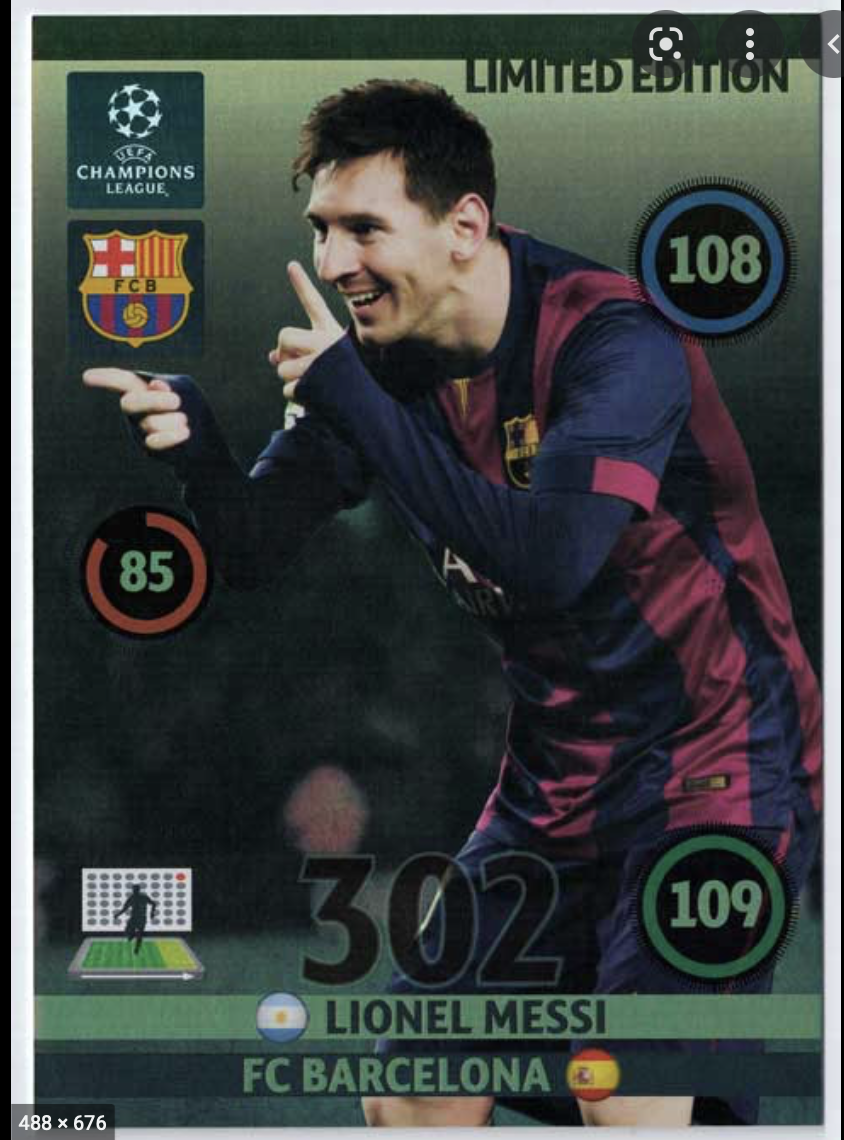 LIMITED EDITION
UEFA
CHAMPIONS
LEAGUE
FCB
108
85
302
109
LIONEL MESSI
FC BARCELONA
488 × 676